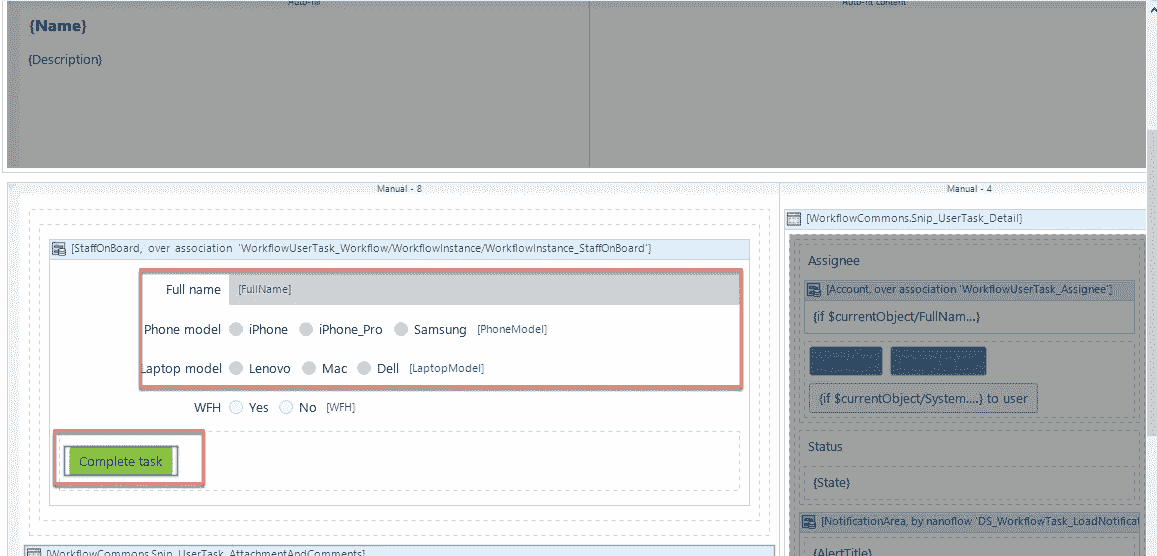 Auto-fill
Auto-fit content
{Name}
{Description}
Manual - 8
Manual - 4
[WorkflowCommons.Snip_UserTask_Detail]
[StaffOnBoard, over association 'WorkflowUserTask_Workflow/WorkflowInstance/WorkflowInstance_StaffOnBoard']
Assignee
[Account, over association 'WorkflowUserTask_Assignee']
Full name [FullName]
{if $currentObject/FullNam...}
Phone model iPhone iPhone_Pro Samsung [PhoneModel]
Laptop model Lenovo Mac Dell [LaptopModel]
{if $currentObject/System....} to user
WFH Yes No [WFH]
Status
Complete task
{State}
[NotificationArea, by nanoflow 'DS_WorkflowTask_LoadNotificat
[WorkflowCommons.Snip_UserTask_AttachmentAndComments]
{AlertTitle}